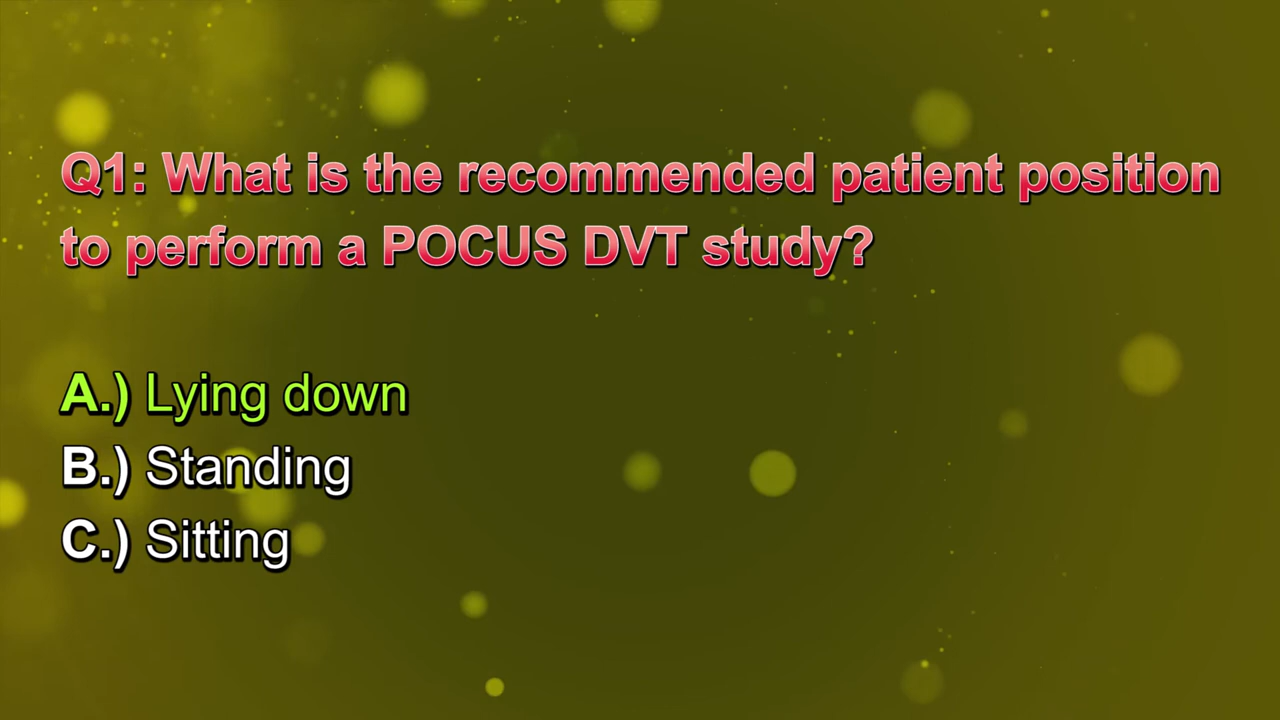 Q1: What is the recommended patient position
to perform a POCUS DVT study?
A.) Lying down
B.) Standing
C.) Sitting